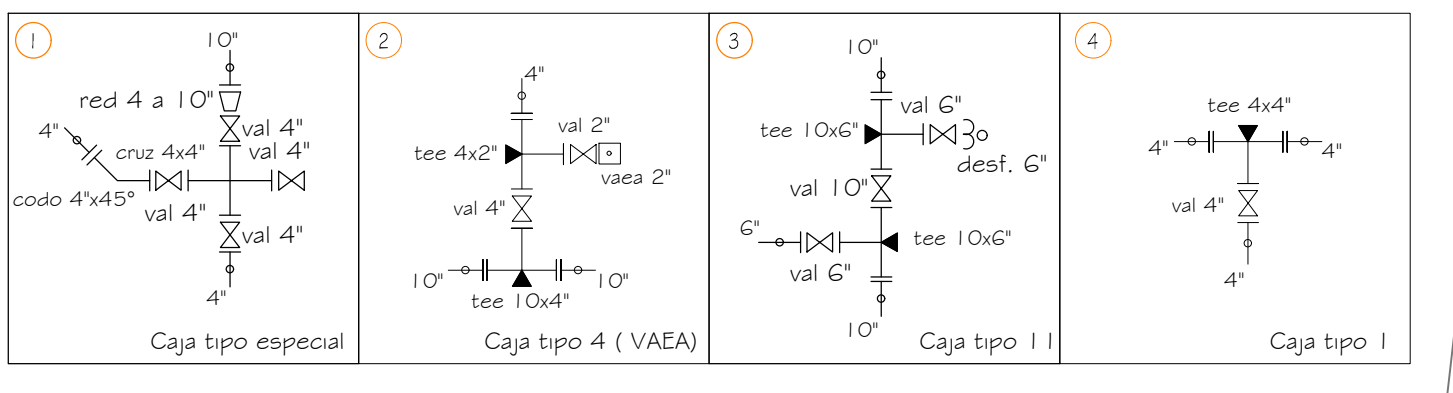 1
10"
red 4 a 10"
val 4"
4"
cruz 4x4"
val 4"
codo 4"x45°
val 4"
val 4"
4"
Caja tipo especial
2
4"
val 2"
tee 4x2"
vaea 2"
val 4"
10"
10"
tee 10x4"
Caja tipo 4 ( VAEA)
3
10"
val 6"
tee 10x6"
desf. 6"
val 10"
6"
tee 10x6"
val 6"
10"
Caja tipo 11
4
tee 4x4"
4"
4"
val 4"
4"
Caja tipo 1